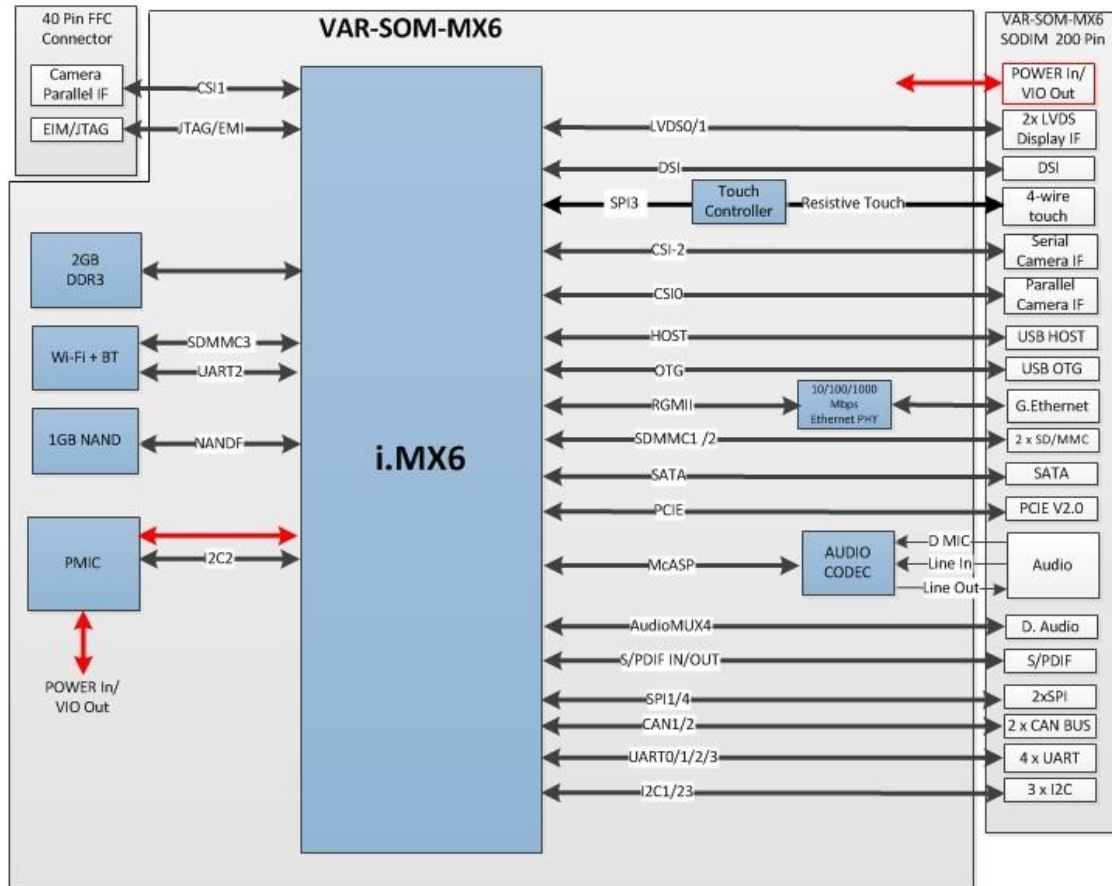 40 Pin FFC
Connector
VAR-SOM-MX6
VAR-SOM-MX6
SODIM 200 Pin
Camera
Parallel IF
CSI1
EIM/JTAG
JTAG/EMI
POWER In/
VIO Out
LVDS0/1
2x LVDS
Display IF
DSI
DSI
SPI3
Touch
Controller
Resistive Touch
4-wire
touch
CSI-2
Serial
Camera IF
2GB
DDR3
CSI0
Parallel
Camera IF
Wi-Fi + BT
SDMMC3
UART2
HOST
USB HOST
OTG
USB OTG
RGMII
10/100/1000
Mbps
Ethernet PHY
G.Ethernet
1GB NAND
NANDF
i.MX6
SDMMC1 /2
2 x SD/MMC
SATA
SATA
PCIE
PCIE V2.0
PMIC
I2C2
McASP
AUDIO
CODEC
D MIC
Line In
Line Out
Audio
AudioMUX4
D. Audio
S/PDIF IN/OUT
S/PDIF
POWER In/
VIO Out
SPI1/4
2xSPI
CAN1/2
2 x CAN BUS
UART0/1/2/3
4 x UART
I2C1/23
3 x I2C